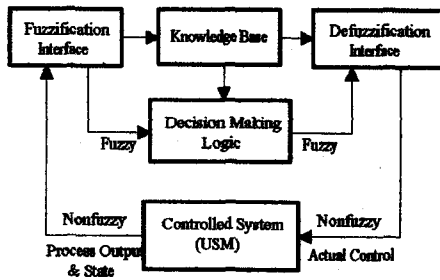 Fuzzification
Interface
Knowledge Base
Defuzzification
Interface
Decision Making
Logic
Fuzzy
Fuzzy
Nonfuzzy
Controlled System
(USM)
Nonfuzzy
Process Output
& State
Actual Control